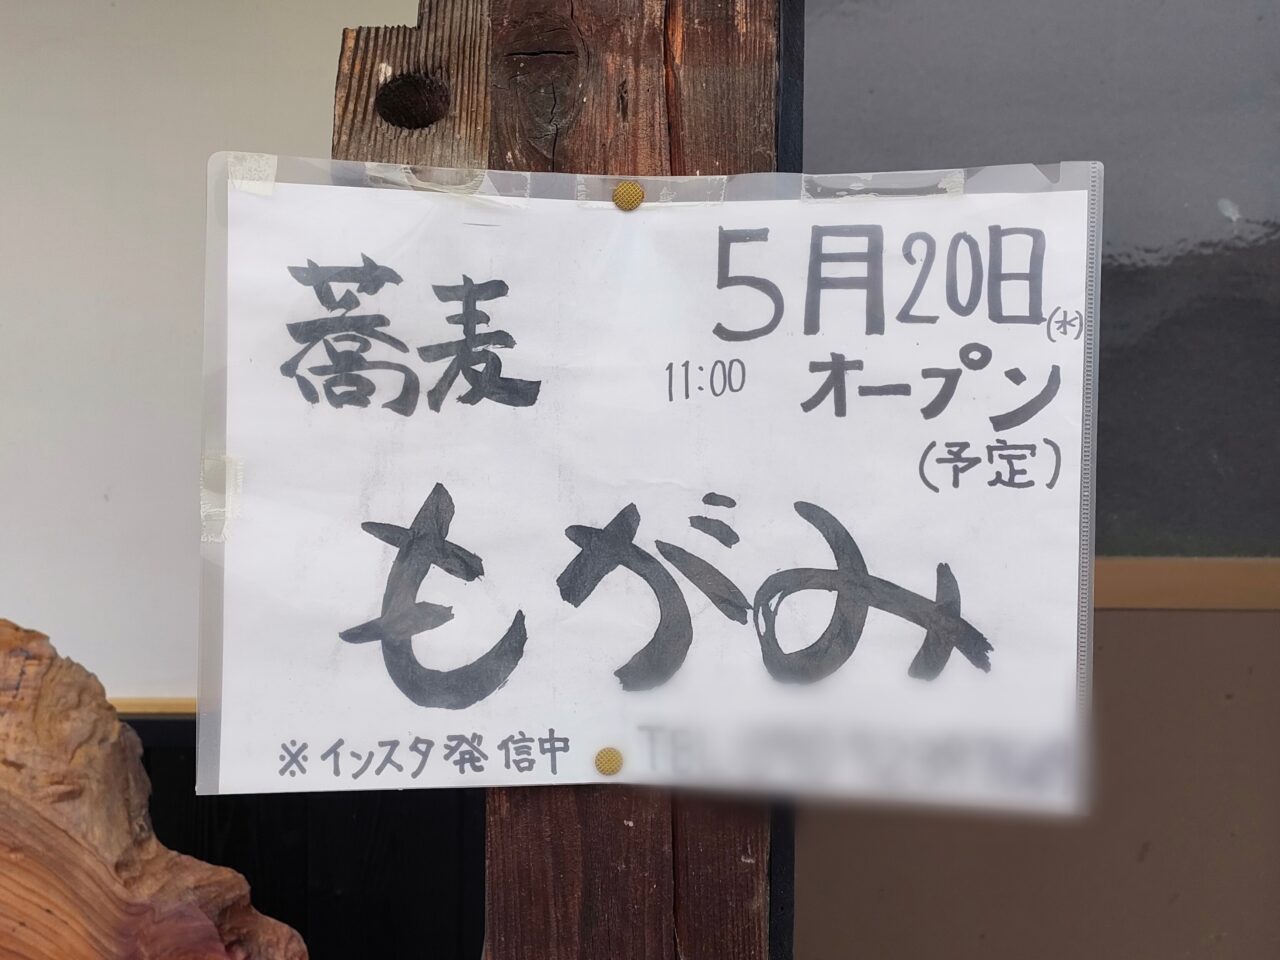 蕎麦
5月20日(水)
11:00 オープン
(予定)
もがみ
※インスタ発信中
TEL